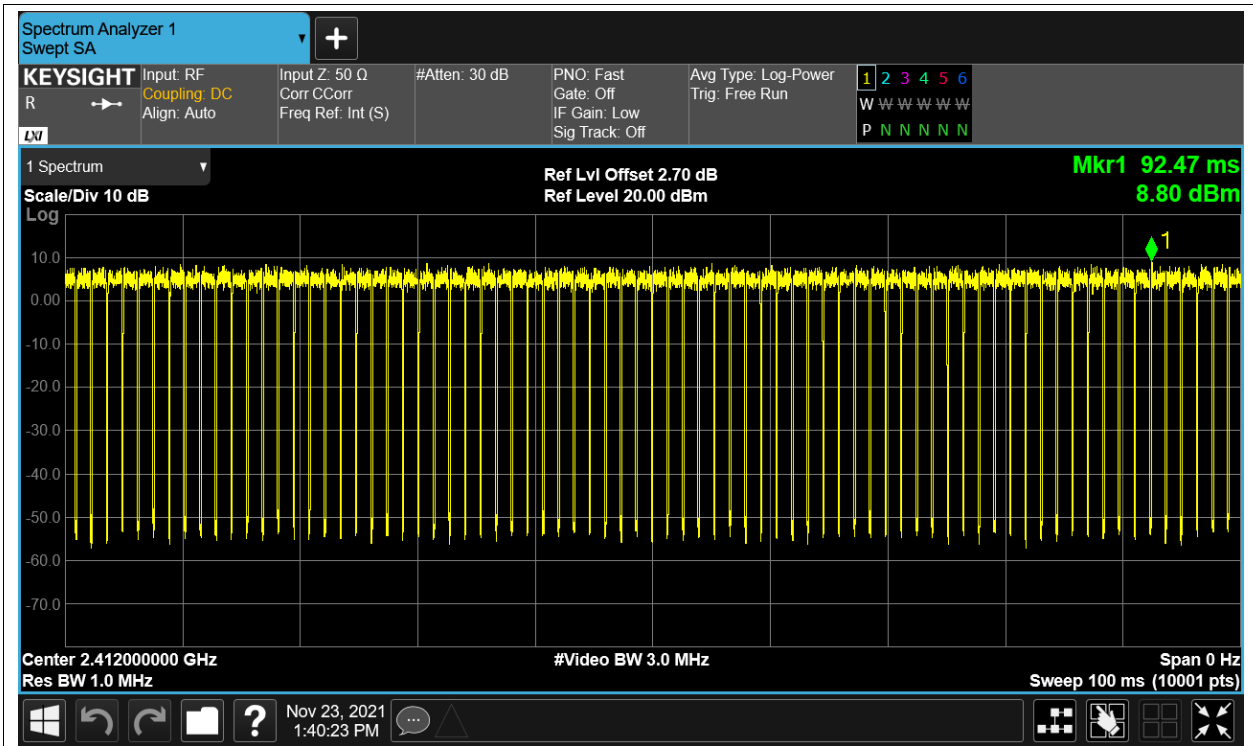 Spectrum Analyzer 1
Swept SA
KEYSIGHT
R
LXI
Input: RF
Coupling: DC
Align: Auto
Input Z: 50 Ω
Corr CCorr
Freq Ref: Int (S)
#Atten: 30 dB
PNO: Fast
Gate: Off
IF Gain: Low
Sig Track: Off
Avg Type: Log-Power
Trig: Free Run
1 2 3 4 5 6
W W W W W W
P N N N N N
1 Spectrum
Scale/Div 10 dB
Ref Lvl Offset 2.70 dB
Ref Level 20.00 dBm
Mkr1 92.47 ms
8.80 dBm
Log
1
10.0
0.00
-10.0
-20.0
-30.0
-40.0
-50.0
-60.0
-70.0
Center 2.412000000 GHz
Res BW 1.0 MHz
#Video BW 3.0 MHz
Span 0 Hz
Sweep 100 ms (10001 pts)
?
Nov 23, 2021
1:40:23 PM